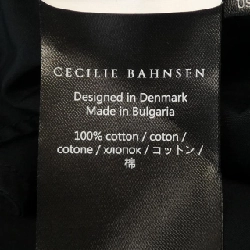 CECILIE BAHNSEN
Designed in Denmark
Made in Bulgaria
100% cotton / coton /
cotone / хлопок / コットン /
棉